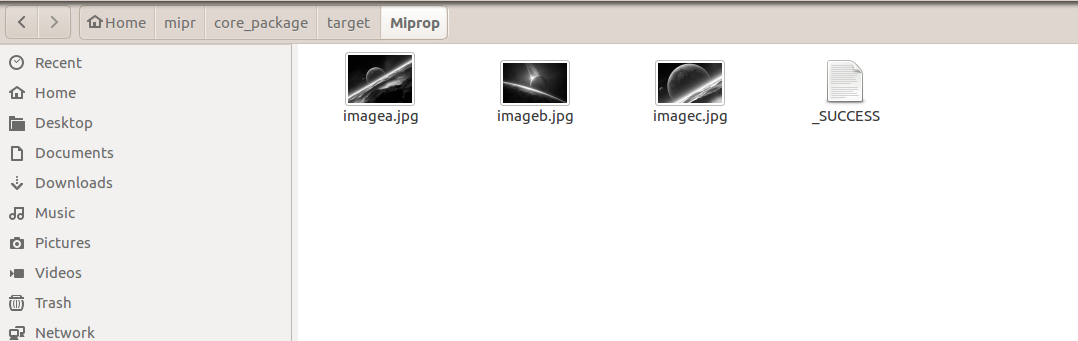 Home mipr core_package target Miprop
Recent
Home
Desktop
Documents
Downloads
Music
Pictures
Videos
Trash
Network
imagea.jpg imageb.jpg imagec.jpg _SUCCESS